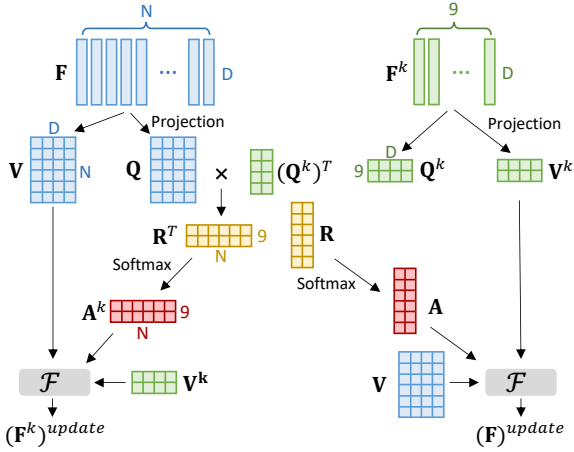 N
9
F
...
D
F^k
...
D
Projection
Projection
D
V
N
Q
×
(Q^k)^T
D
9
Q^k
V^k
R^T
9
N
R
Softmax
Softmax
A^k
9
N
A
ℱ
V^k
V
ℱ
(F^k)^update
(F)^update